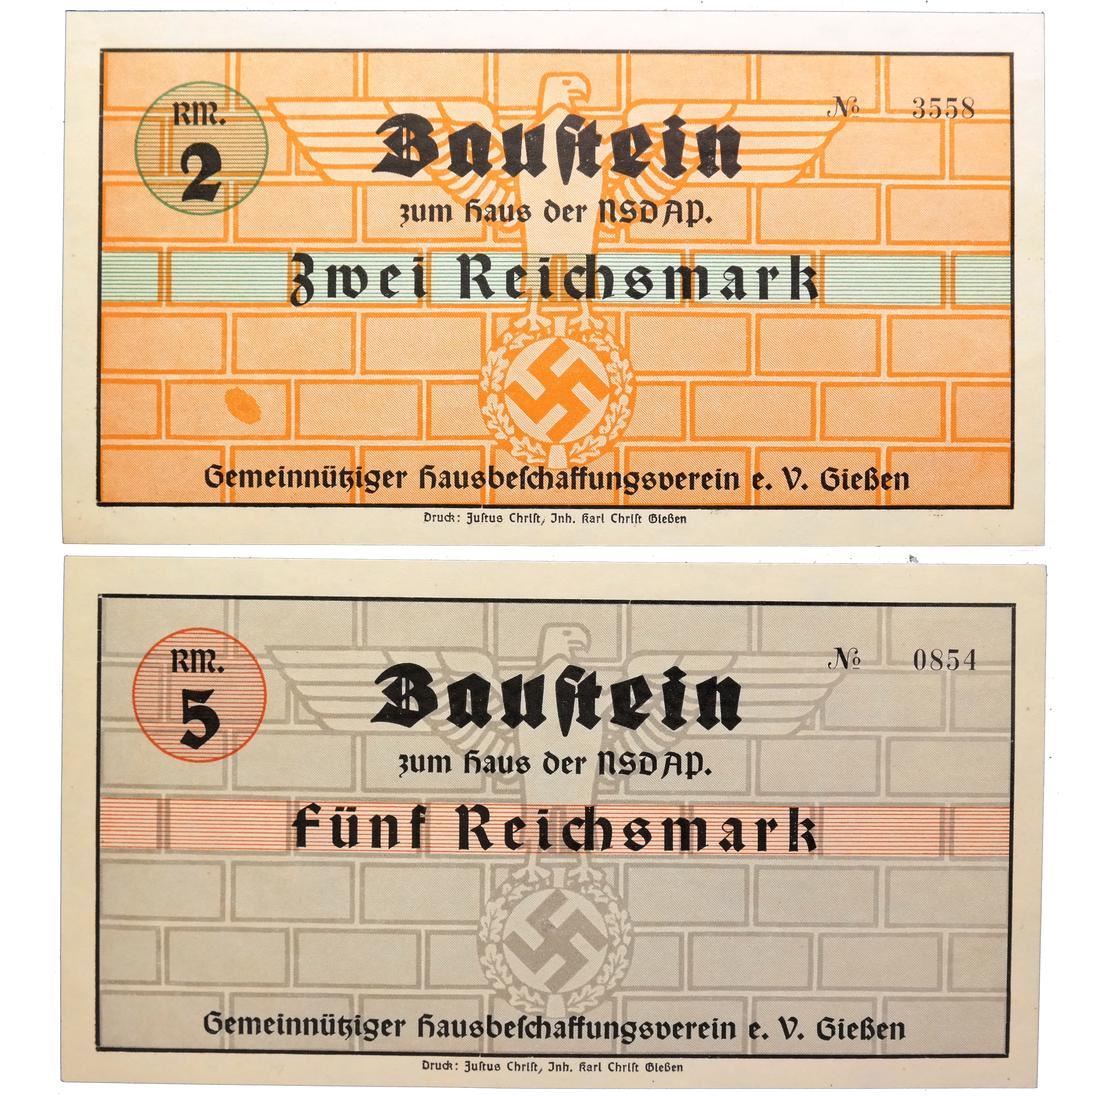 RM.
2
№ 3558
Baustein
zum Haus der NSDAP.
Zwei Reichsmark
Gemeinnütziger Hausbeschaffungsverein e. V. Gießen
Druck: Justus Christ, Inh. Karl Christ Gießen
RM.
5
№ 0854
Baustein
zum Haus der NSDAP.
Fünf Reichsmark
Gemeinnütziger Hausbeschaffungsverein e. V. Gießen
Druck: Justus Christ, Inh. Karl Christ Gießen